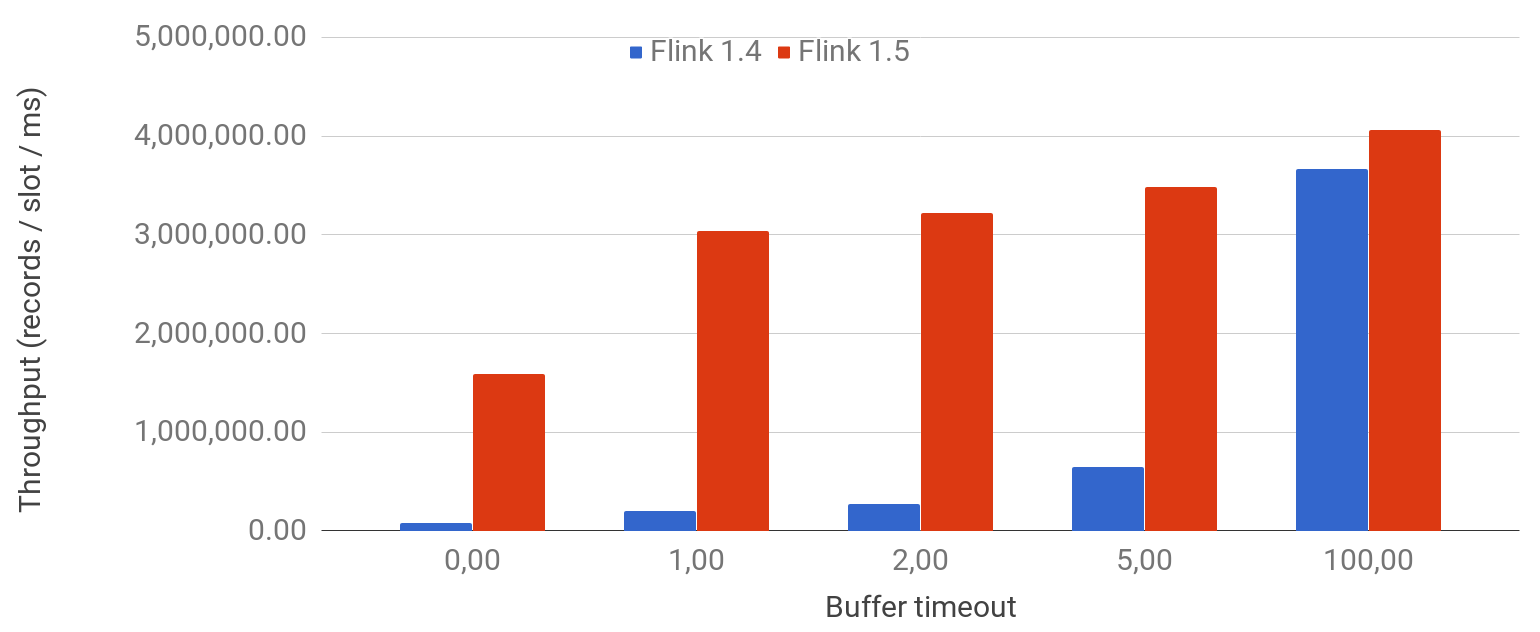 Flink 1.4 Flink 1.5
Throughput (records / slot / ms)
5,000,000.00
4,000,000.00
3,000,000.00
2,000,000.00
1,000,000.00
0.00
0,00 1,00 2,00 5,00 100,00
Buffer timeout